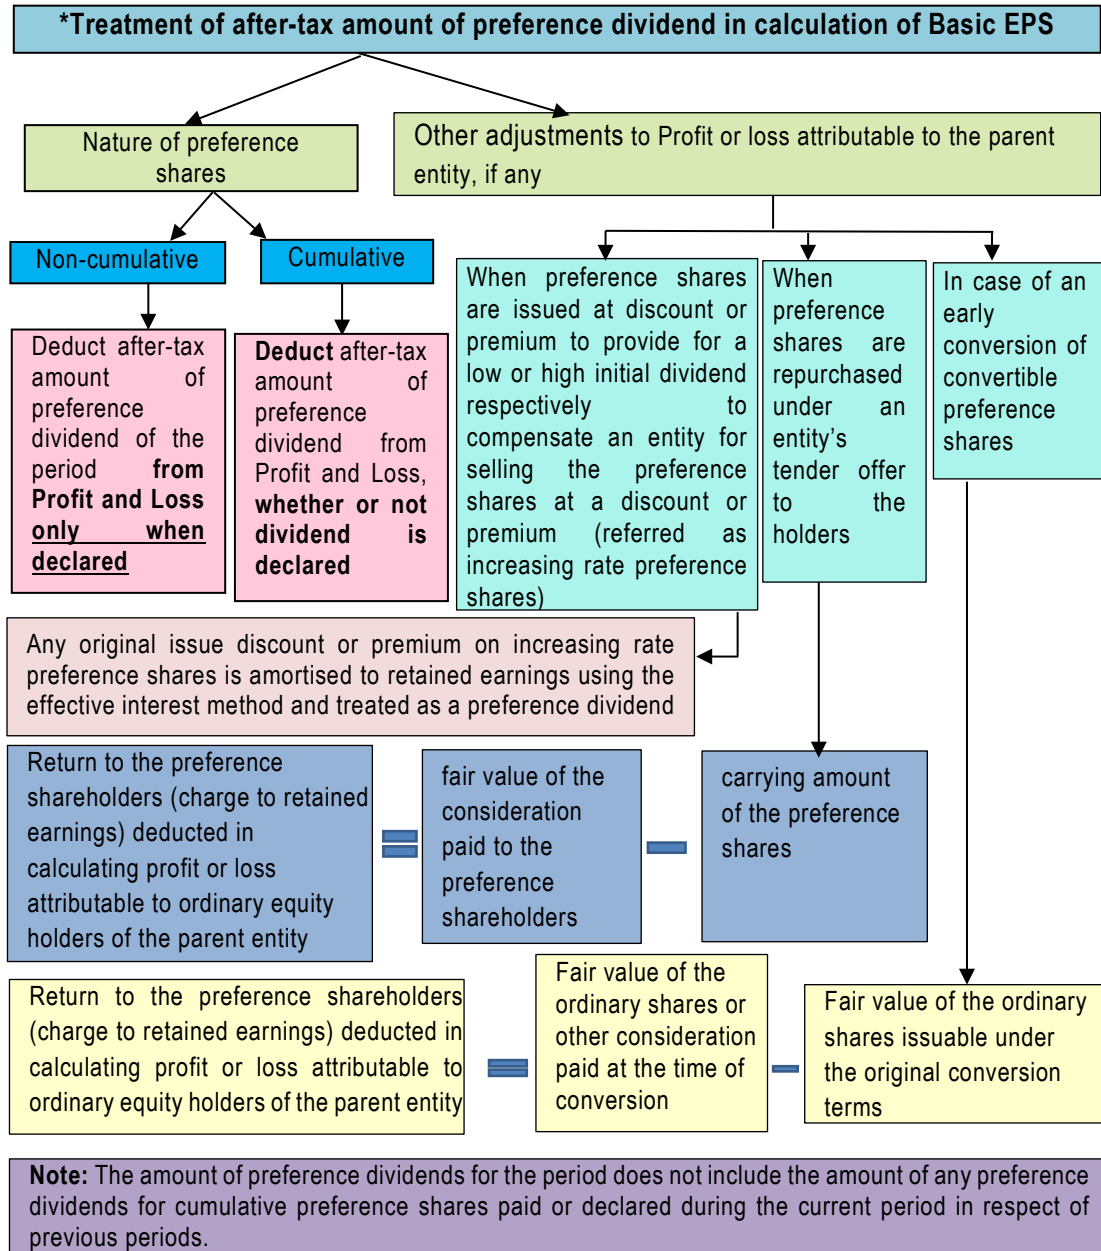 *Treatment of after-tax amount of preference dividend in calculation of Basic EPS
Nature of preference
shares
Other adjustments to Profit or loss attributable to the parent
entity, if any
Non-cumulative
Cumulative
Deduct after-tax
amount of
preference
dividend of the
period from
Profit and Loss
only when
declared
Deduct after-tax
amount of
preference
dividend from
Profit and Loss,
whether or not
dividend is
declared
When preference shares
are issued at discount or
premium to provide for a
low or high initial dividend
respectively to
compensate an entity for
selling the preference
shares at a discount or
premium (referred as
increasing rate preference
shares)
When
preference
shares are
repurchased
under an
entity’s
tender offer
to the
holders
In case of an
early
conversion of
convertible
preference
shares
Any original issue discount or premium on increasing rate
preference shares is amortised to retained earnings using the
effective interest method and treated as a preference dividend
Return to the preference
shareholders (charge to retained
earnings) deducted in
calculating profit or loss
attributable to ordinary equity
holders of the parent entity
fair value of the
consideration
paid to the
preference
shareholders
carrying amount
of the preference
shares
Return to the preference shareholders
(charge to retained earnings) deducted in
calculating profit or loss attributable to
ordinary equity holders of the parent entity
Fair value of the
ordinary shares or
other consideration
paid at the time of
conversion
Fair value of the ordinary
shares issuable under
the original conversion
terms
Note: The amount of preference dividends for the period does not include the amount of any preference
dividends for cumulative preference shares paid or declared during the current period in respect of
previous periods.